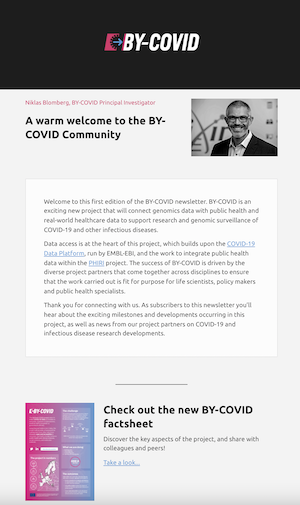 BY-COVID
Niklas Blomberg, BY-COVID Principal Investigator
A warm welcome to the BY-
COVID Community
Welcome to this first edition of the BY-COVID newsletter. BY-COVID is an
exciting new project that will connect genomics data with public health and
real-world healthcare data to support research and genomic surveillance of
COVID-19 and other infectious diseases.
Data access is at the heart of this project, which builds upon the COVID-19
Data Platform, run by EMBL-EBI, and the work to integrate public health
data within the PHIRI project. The success of BY-COVID is driven by the
diverse project partners that come together across disciplines to ensure
that the work carried out is fit for purpose for life scientists, policy makers
and public health specialists.
Thank you for connecting with us. As subscribers to this newsletter you'll
hear about the exciting milestones and developments occurring in this
project, as well as news from our project partners on COVID-19 and
infectious disease research developments.
Check out the new BY-COVID
factsheet
BY-COVID
Discover the key aspects of the project, and share with
colleagues and peers!
Take a look...